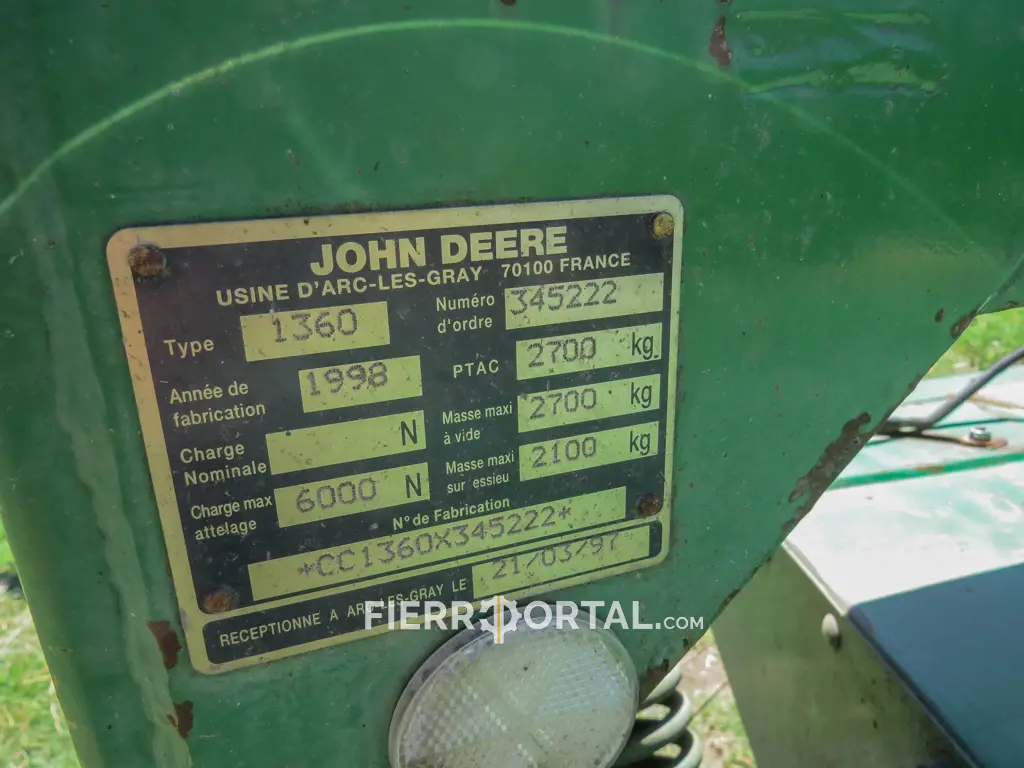 JOHN DEERE
USINE D'ARC-LES-GRAY 70100 FRANCE
Type 1360
Numéro d'ordre 345222
Année de fabrication 1998
PTAC 2700 kg
Charge Nominale N
Masse maxi à vide 2700 kg
Charge max attelage 6000 N
Masse maxi sur essieu 2100 kg
N° de Fabrication
*CC1360X345222*
RECEPTIONNE A ARC-LES-GRAY LE 21/03/97
FIERROPORTAL.COM